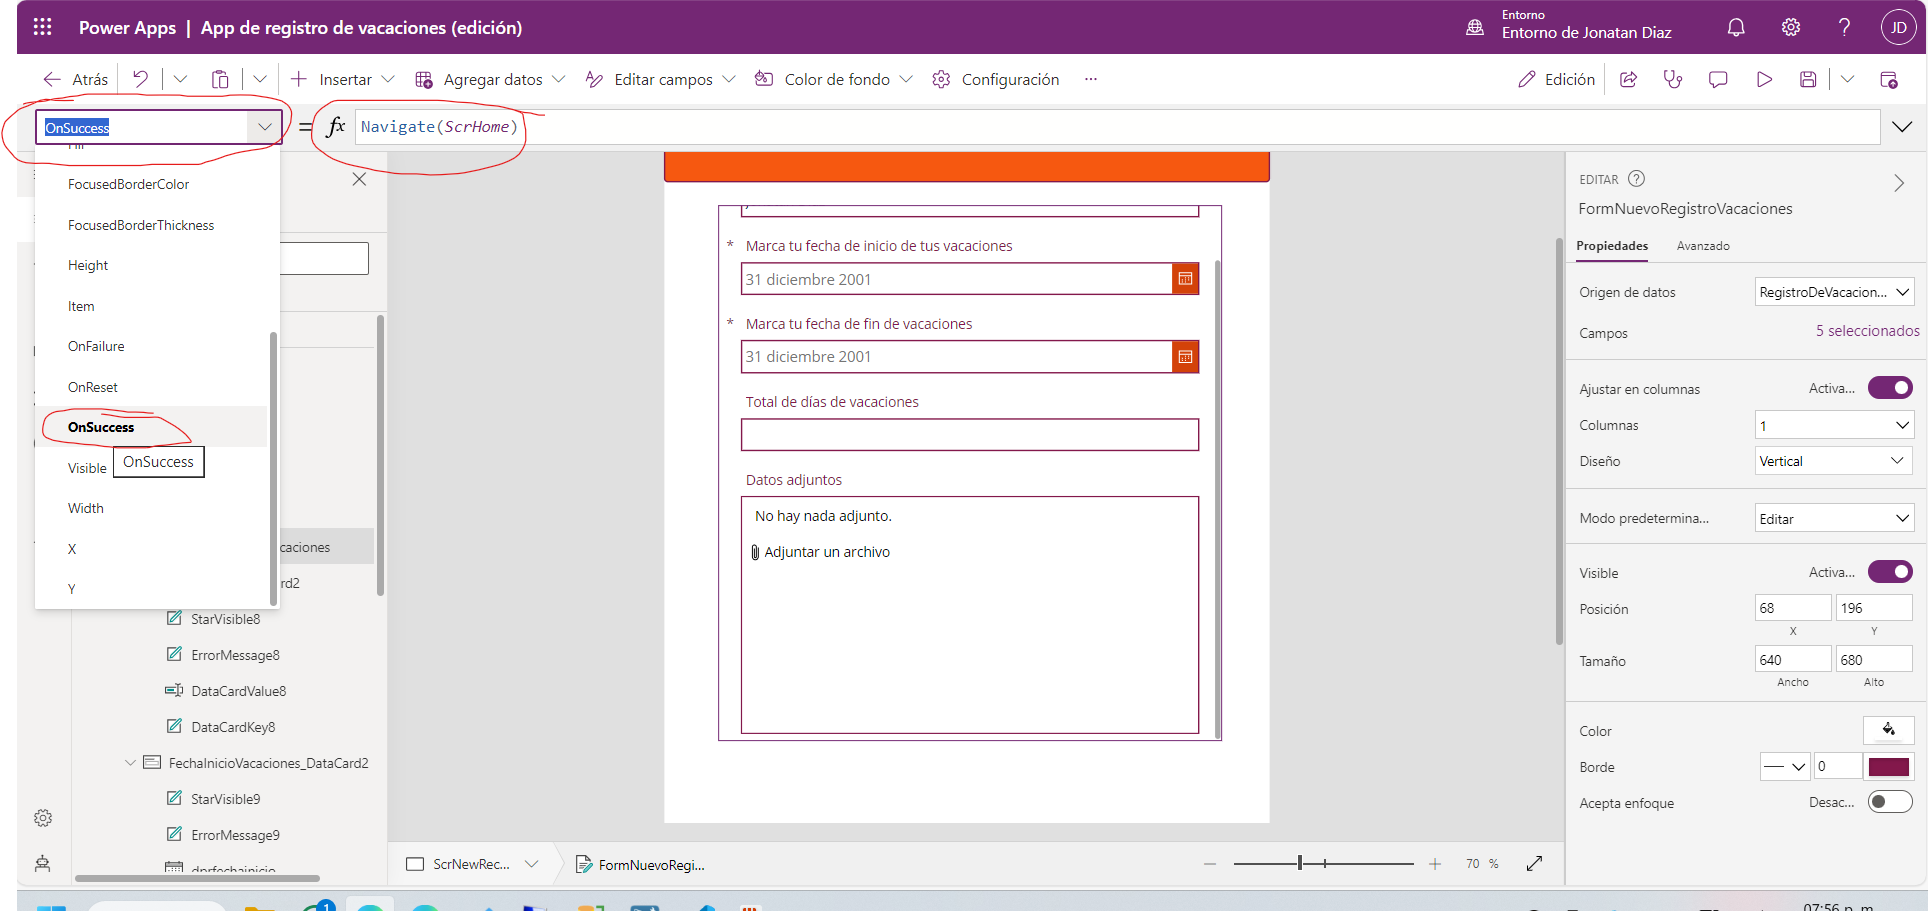 Power Apps | App de registro de vacaciones (edición)
Entorno
Entorno de Jonatan Diaz
JD
Atrás
Insertar
Agregar datos
Editar campos
Color de fondo
Configuración
...
Edición
OnSuccess
= fx Navigate(ScrHome)
FocusedBorderColor
FocusedBorderThickness
Height
Item
OnFailure
OnReset
OnSuccess
OnSuccess
Visible
Width
X
Y
caciones
rd2
StarVisible8
ErrorMessage8
DataCardValue8
DataCardKey8
FechaInicioVacaciones_DataCard2
StarVisible9
ErrorMessage9
dprfechainicio
* Marca tu fecha de inicio de tus vacaciones
31 diciembre 2001
* Marca tu fecha de fin de vacaciones
31 diciembre 2001
Total de días de vacaciones
Datos adjuntos
No hay nada adjunto.
Adjuntar un archivo
ScrNewRec...
FormNuevoRegi...
70 %
EDITAR ?
FormNuevoRegistroVacaciones
Propiedades
Avanzado
Origen de datos
RegistroDeVacacion...
Campos
5 seleccionados
Ajustar en columnas
Activa...
Columnas
1
Diseño
Vertical
Modo predetermina...
Editar
Visible
Activa...
Posición
68
196
X
Y
Tamaño
640
680
Ancho
Alto
Color
Borde
0
Acepta enfoque
Desac...
1
07:56 p. m.